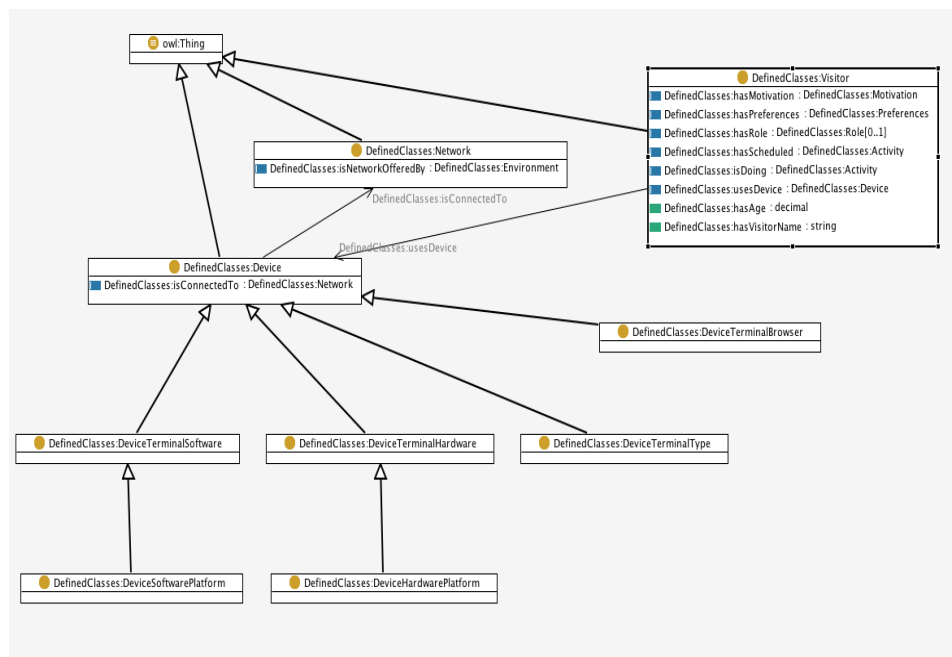 owl:Thing
DefinedClasses:Visitor
DefinedClasses:hasMotivation : DefinedClasses:Motivation
DefinedClasses:hasPreferences : DefinedClasses:Preferences
DefinedClasses:hasRole : DefinedClasses:Role[0..1]
DefinedClasses:hasScheduled : DefinedClasses:Activity
DefinedClasses:isDoing : DefinedClasses:Activity
DefinedClasses:usesDevice : DefinedClasses:Device
DefinedClasses:hasAge : decimal
DefinedClasses:hasVisitorName : string
DefinedClasses:Network
DefinedClasses:isNetworkOfferedBy : DefinedClasses:Environment
DefinedClasses:isConnectedTo
DefinedClasses:usesDevice
DefinedClasses:Device
DefinedClasses:isConnectedTo : DefinedClasses:Network
DefinedClasses:DeviceTerminalBrowser
DefinedClasses:DeviceTerminalSoftware
DefinedClasses:DeviceTerminalHardware
DefinedClasses:DeviceTerminalType
DefinedClasses:DeviceSoftwarePlatform
DefinedClasses:DeviceHardwarePlatform